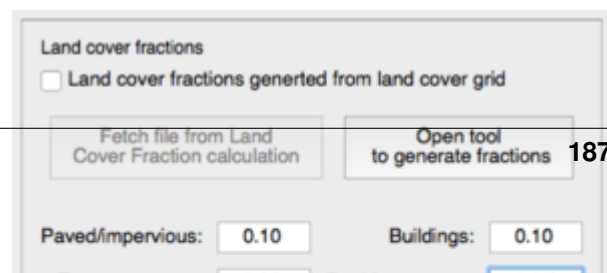 Land cover fractions
Land cover fractions generted from land cover grid
Fetch file from Land
Cover Fraction calculation
Open tool
to generate fractions
187
Paved/impervious: 0.10 Buildings: 0.10